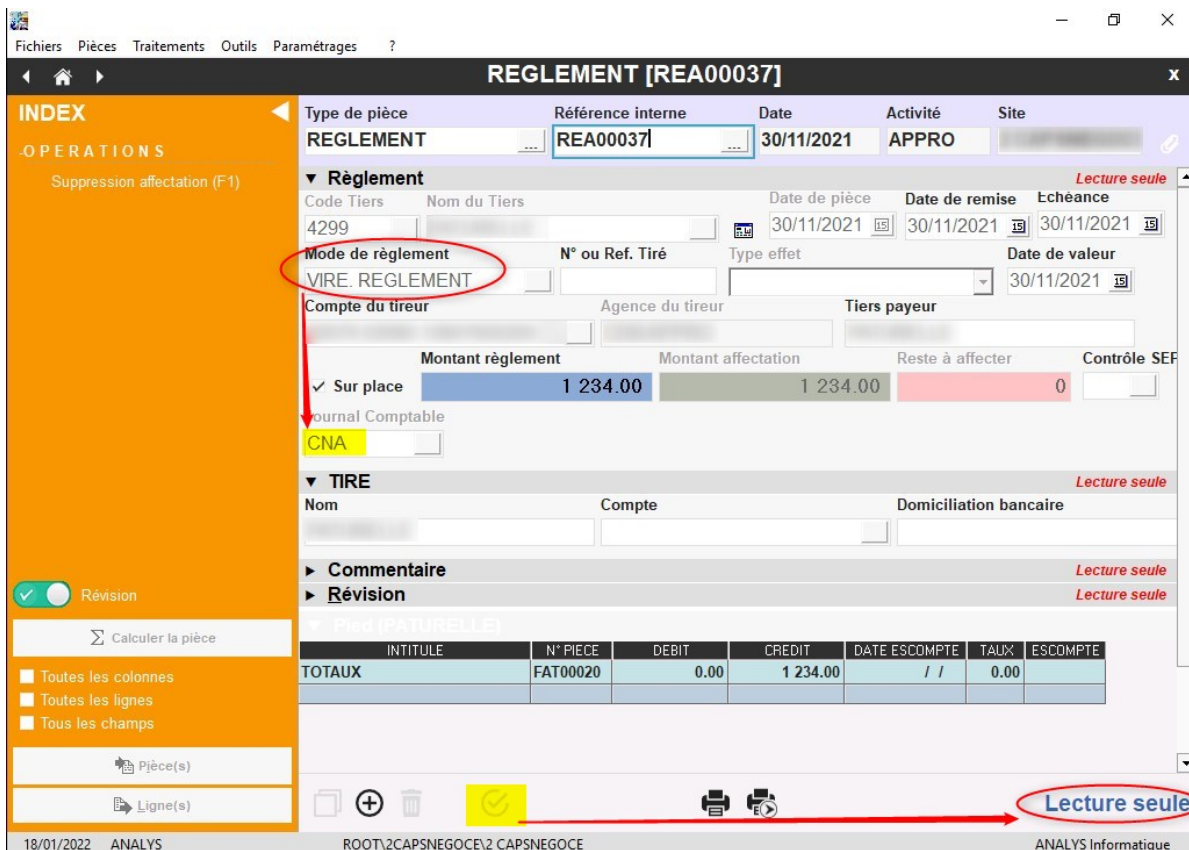 Fichiers Pièces Traitements Outils Paramétrages ?
REGLEMENT [REA00037] x
INDEX
-OPERATIONS
Suppression affectation (F1)
Type de pièce Référence interne Date Activité Site
REGLEMENT ... REA00037 ... 30/11/2021 APPRO
▼ Règlement Lecture seule
Code Tiers Nom du Tiers Date de pièce Date de remise Echéance
4299 30/11/2021 15 30/11/2021 15 30/11/2021 15
Mode de règlement N° ou Ref. Tiré Type effet Date de valeur
VIRE. REGLEMENT 30/11/2021 15
Compte du tireur Agence du tireur Tiers payeur
Montant règlement Montant affectation Reste à affecter Contrôle SEF
✓ Sur place 1 234.00 1 234.00 0
Journal Comptable
CNA
▼ TIRE Lecture seule
Nom Compte Domiciliation bancaire
► Commentaire Lecture seule
► Révision Lecture seule
▼ Pied (PATURELLE)
INTITULE N° PIECE DEBIT CREDIT DATE ESCOMPTE TAUX ESCOMPTE
TOTAUX FAT00020 0.00 1 234.00 / / 0.00
Révision
Σ Calculer la pièce
Toutes les colonnes
Toutes les lignes
Tous les champs
Pièce(s)
Ligne(s)
Lecture seule
18/01/2022 ANALYS ROOT\2CAPSNEGOCE\2 CAPSNEGOCE ANALYS Informatique